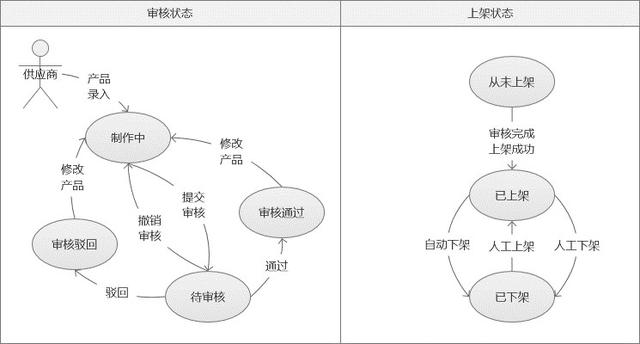 审核状态
上架状态
供应商
产品
录入
制作中
修改
产品
修改
产品
提交
审核
撤销
审核
审核通过
审核驳回
通过
驳回
待审核
从未上架
审核完成
上架成功
已上架
自动下架
人工上架
人工下架
已下架